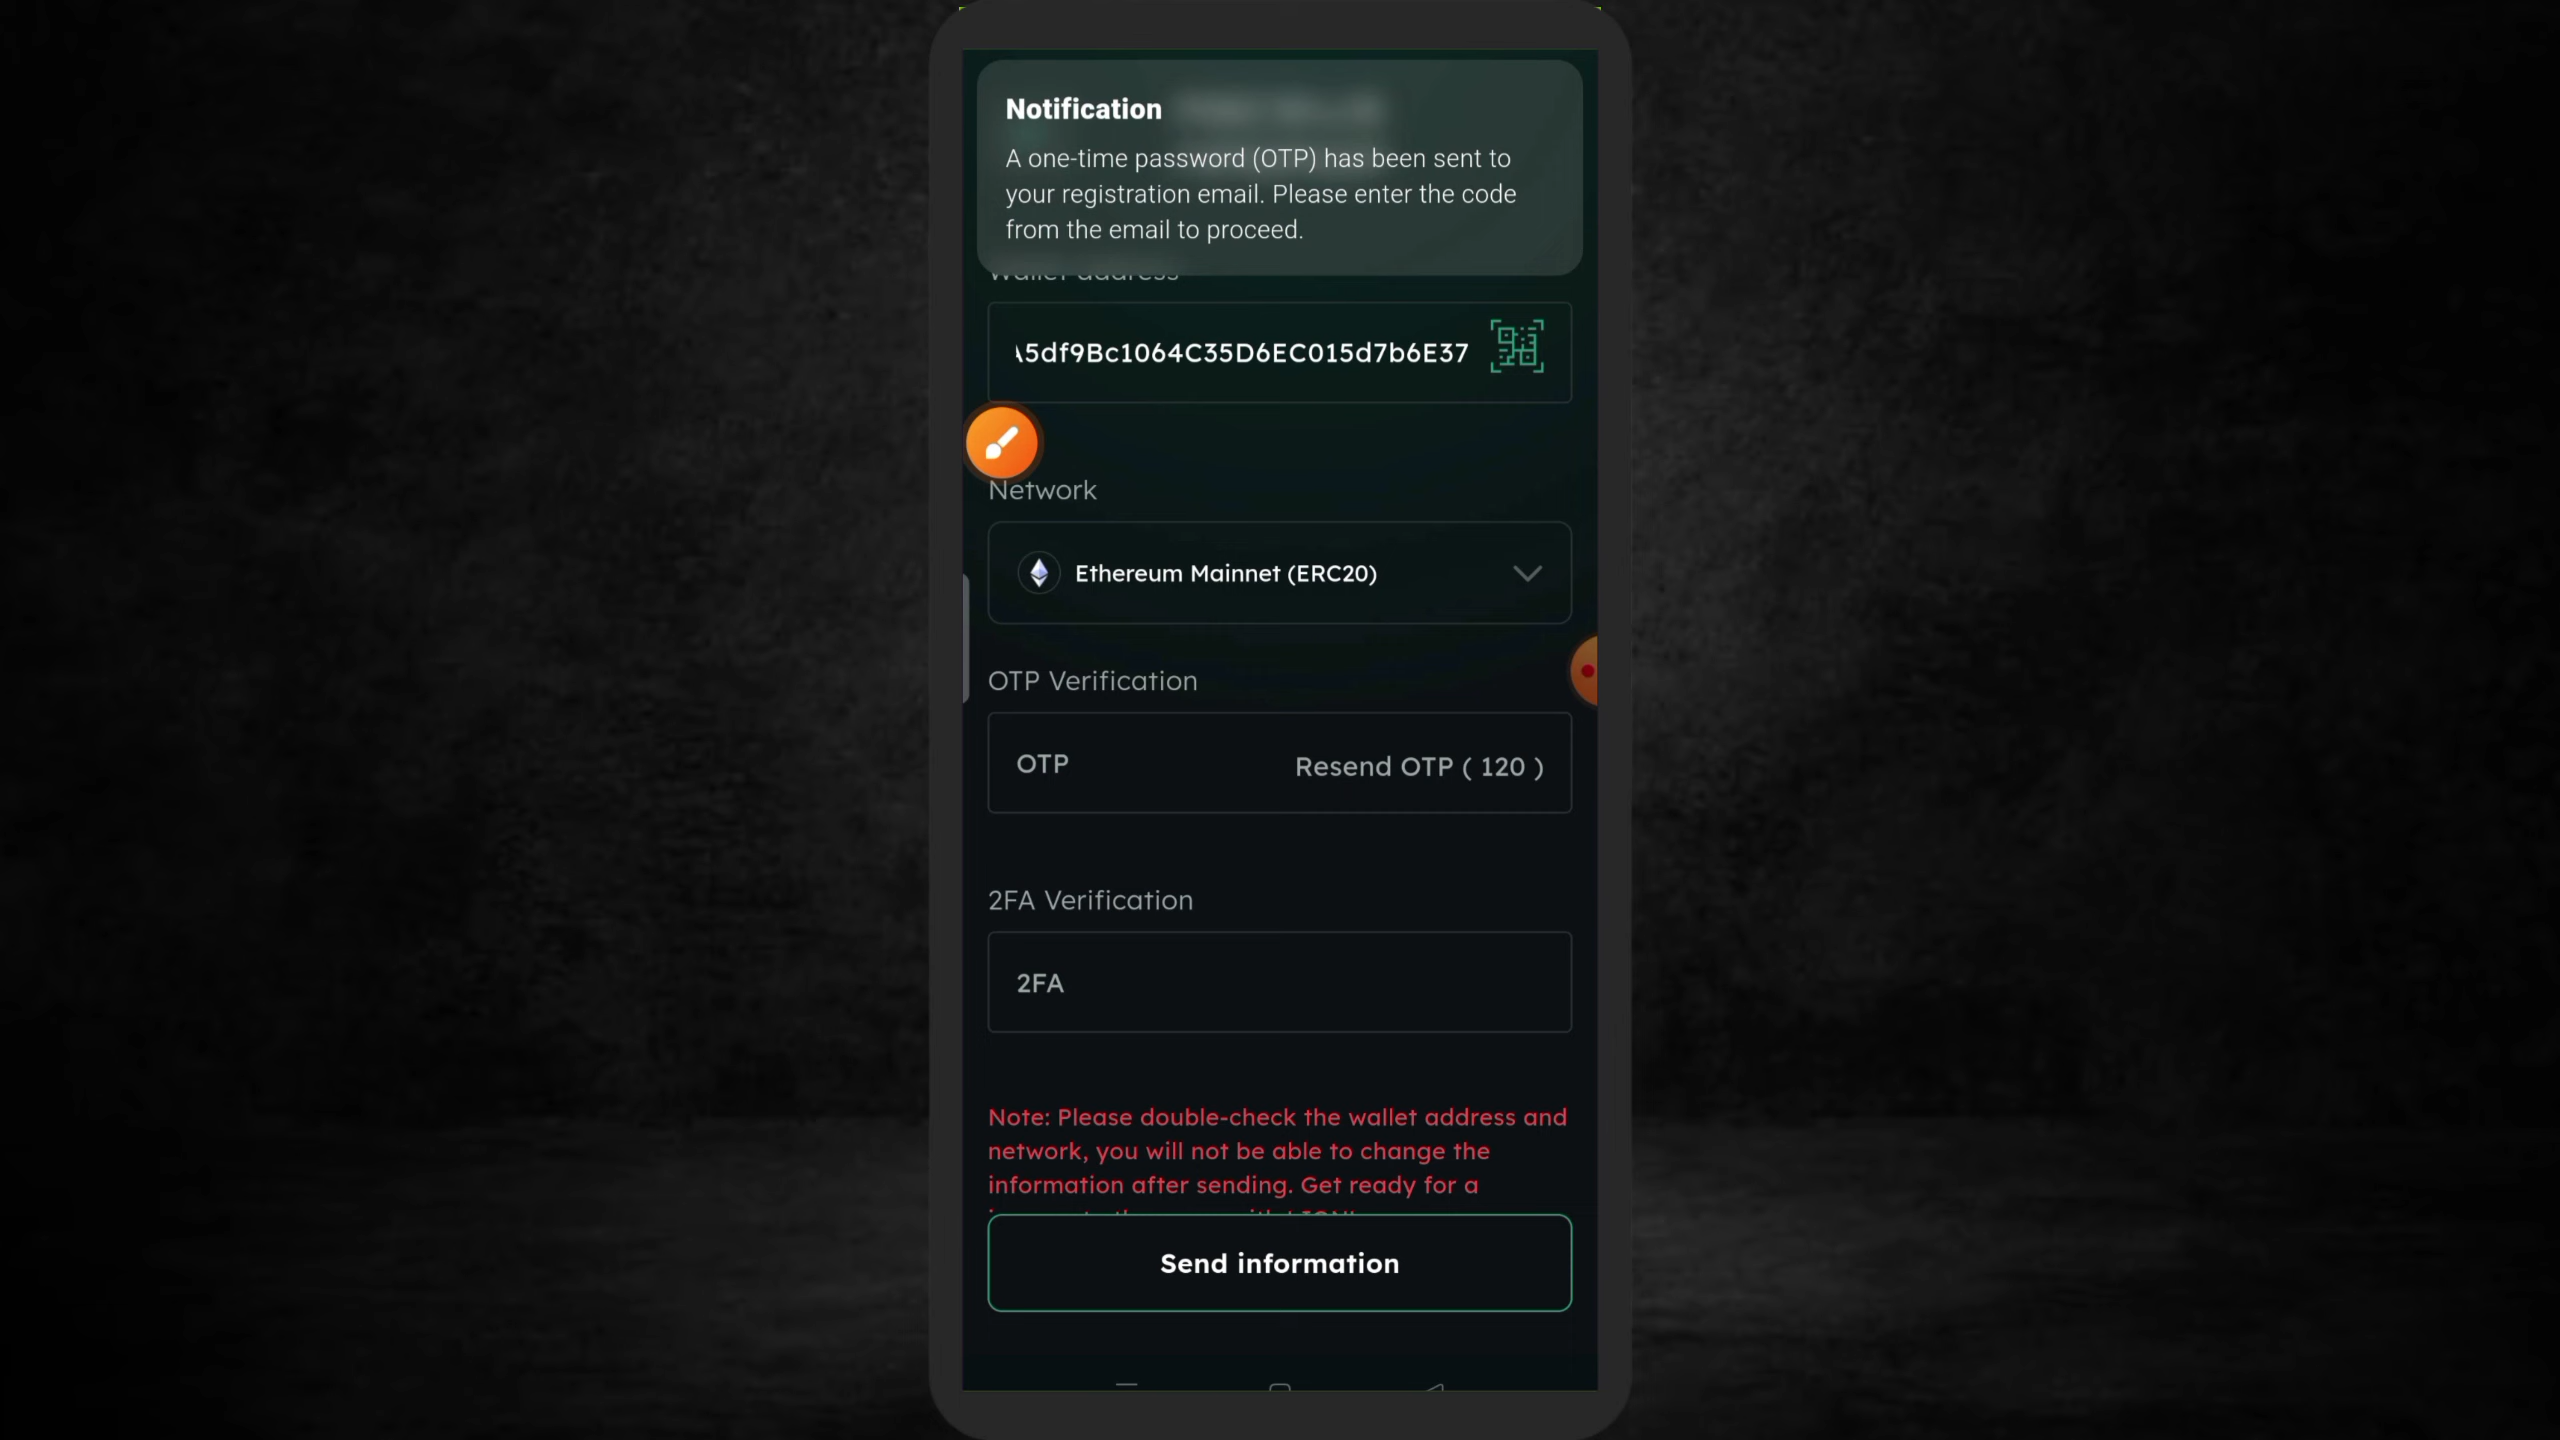 Notification
A one-time password (OTP) has been sent to
your registration email. Please enter the code
from the email to proceed.
Wallet address
A5df9Bc1064C35D6EC015d7b6E37
Network
Ethereum Mainnet (ERC20)
OTP Verification
OTP
Resend OTP ( 120 )
2FA Verification
2FA
Note: Please double-check the wallet address and
network, you will not be able to change the
information after sending. Get ready for a
Send information